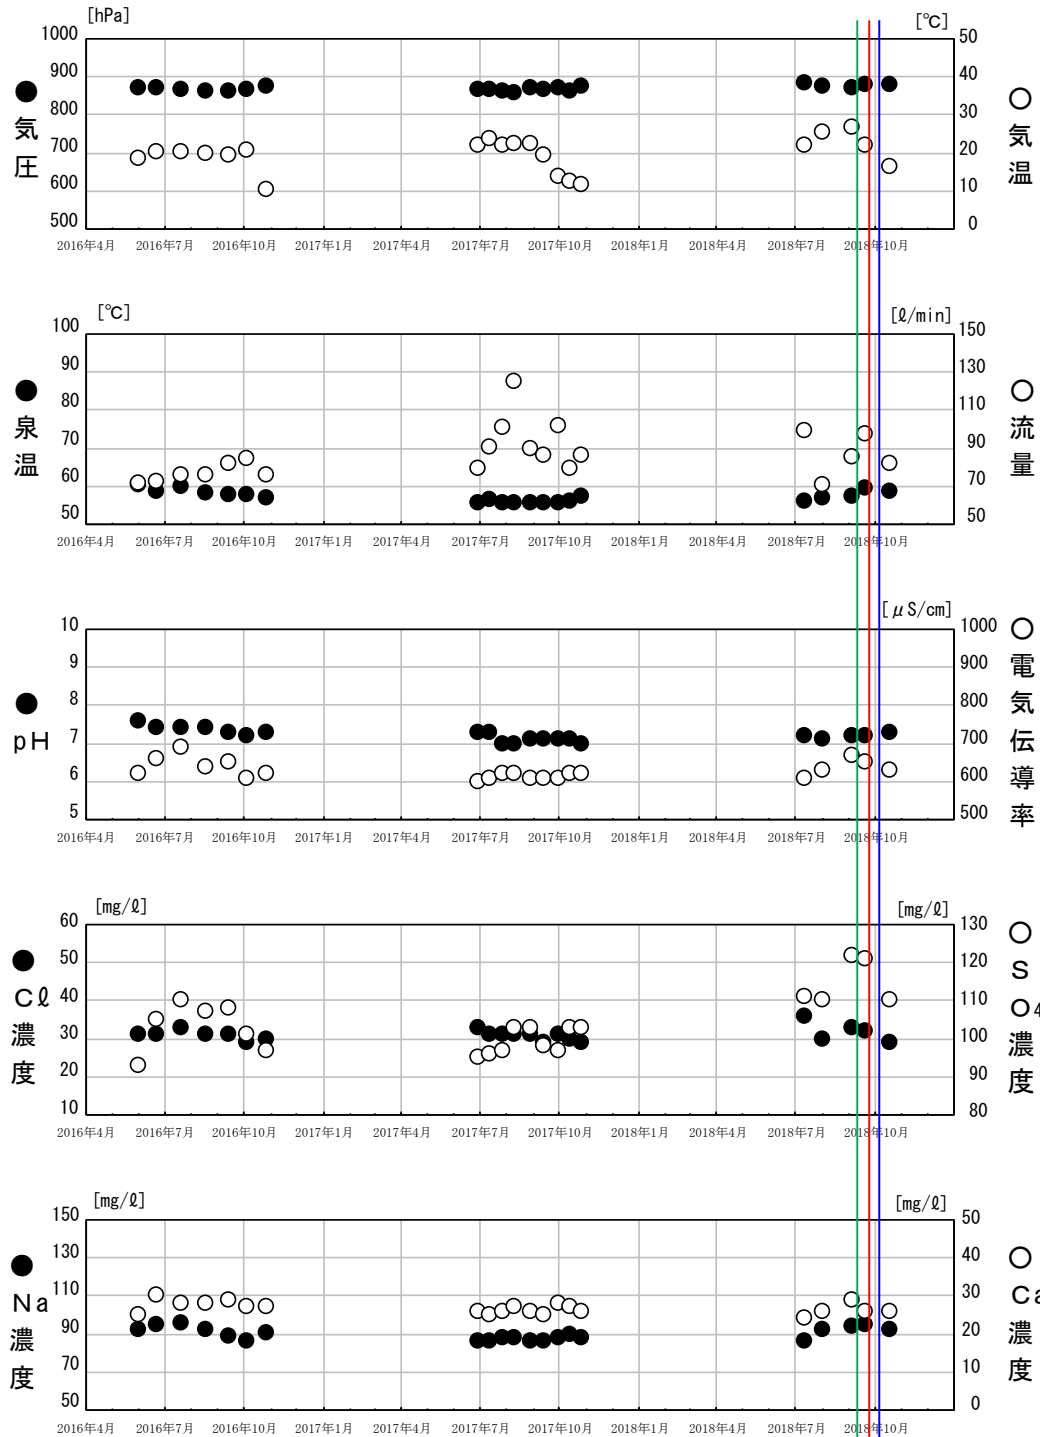 [hPa]
[℃]
1000
900
800
700
600
500
50
40
30
20
10
0
●
気
圧
○
気
温
2016年4月 2016年7月 2016年10月 2017年1月 2017年4月 2017年7月 2017年10月 2018年1月 2018年4月 2018年7月 2018年10月
[℃]
[ℓ/min]
100
90
80
70
60
50
150
130
110
90
70
50
●
泉
温
○
流
量
2016年4月 2016年7月 2016年10月 2017年1月 2017年4月 2017年7月 2017年10月 2018年1月 2018年4月 2018年7月 2018年10月
[μS/cm]
10
9
8
7
6
5
1000
900
800
700
600
500
●
pH
○
電
気
伝
導
率
2016年4月 2016年7月 2016年10月 2017年1月 2017年4月 2017年7月 2017年10月 2018年1月 2018年4月 2018年7月 2018年10月
[mg/ℓ]
[mg/ℓ]
60
50
40
30
20
10
130
120
110
100
90
80
●
Cℓ
濃
度
○
S
O₄
濃
度
2016年4月 2016年7月 2016年10月 2017年1月 2017年4月 2017年7月 2017年10月 2018年1月 2018年4月 2018年7月 2018年10月
[mg/ℓ]
[mg/ℓ]
150
130
110
90
70
50
50
40
30
20
10
0
●
Na
濃
度
○
Ca
濃
度
2016年4月 2016年7月 2016年10月 2017年1月 2017年4月 2017年7月 2017年10月 2018年1月 2018年4月 2018年7月 2018年10月